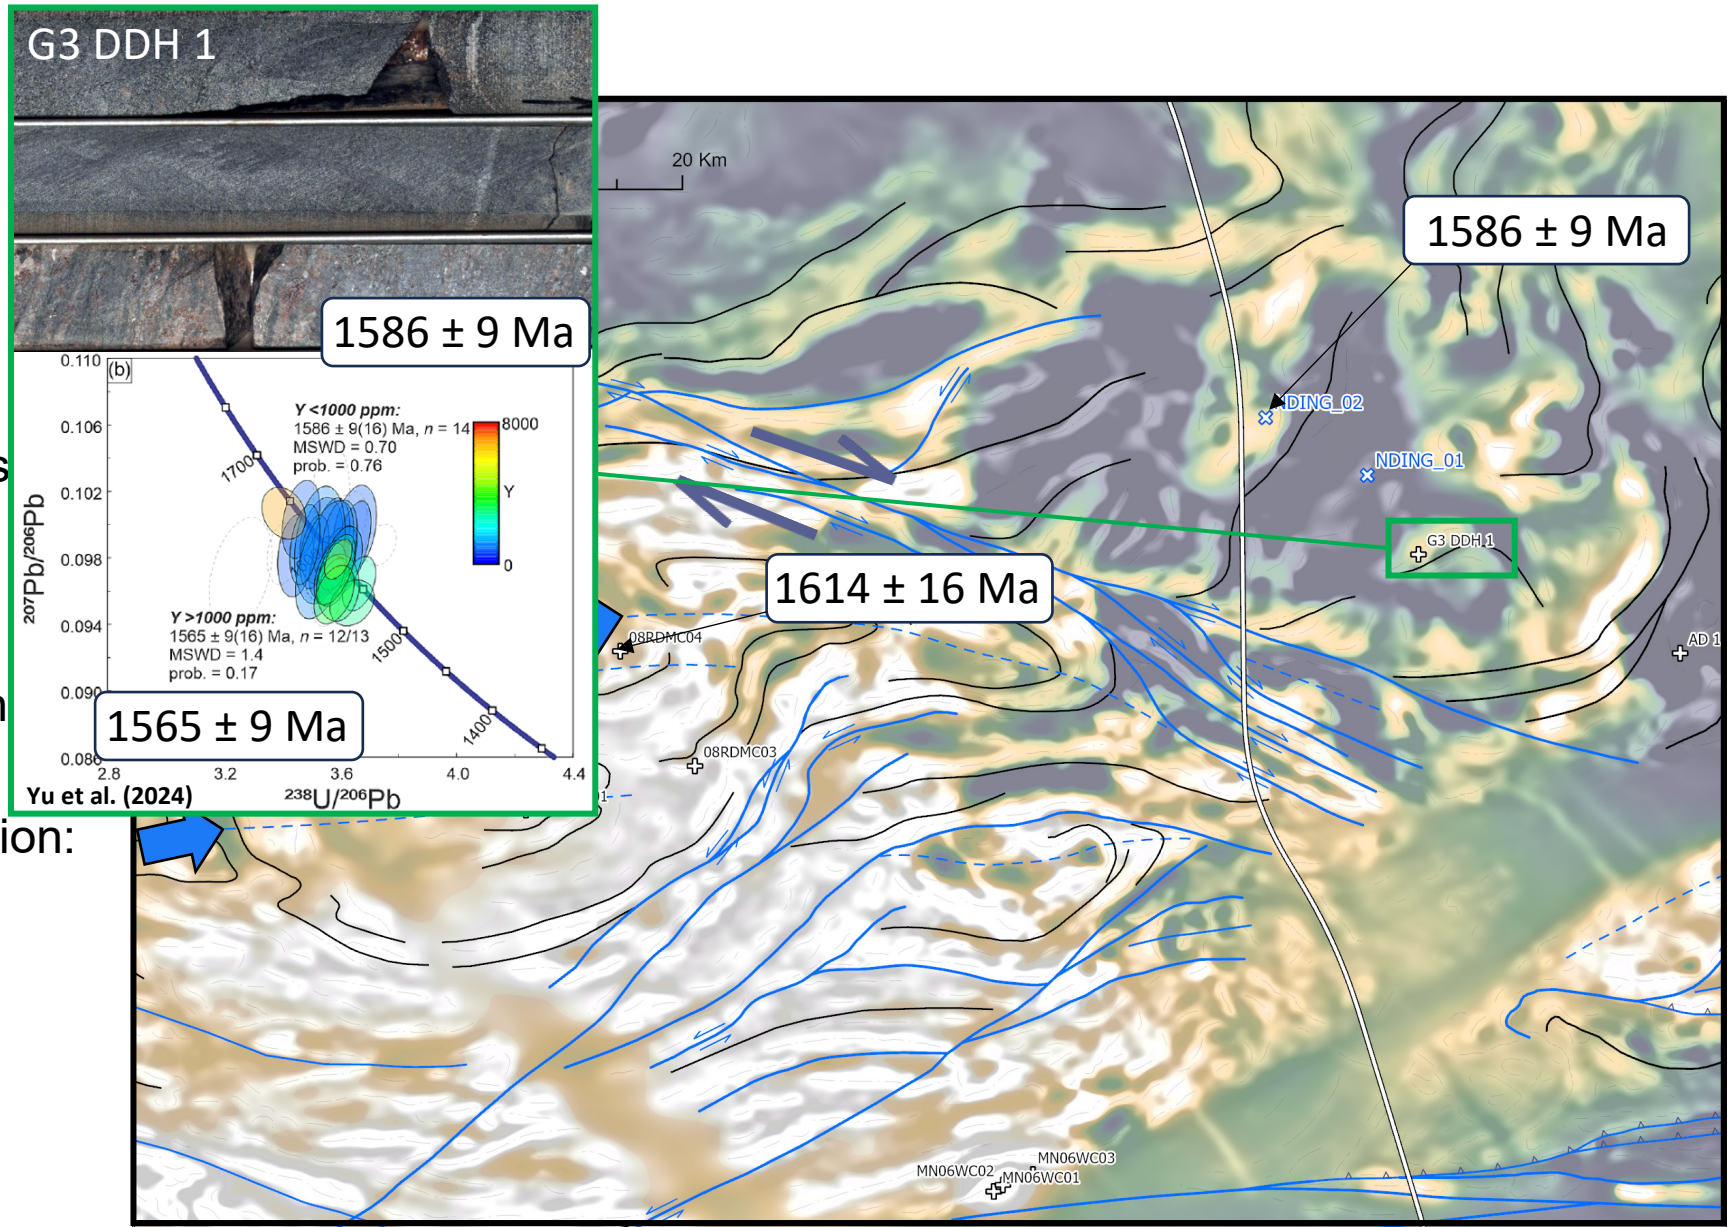 G3 DDH 1
1586 ± 9 Ma
(b)
0.110
0.106
0.102
0.098
0.094
0.090
0.086
²⁰⁷Pb/²⁰⁶Pb
Y <1000 ppm:
1586 ± 9(16) Ma, n = 14
MSWD = 0.70
prob. = 0.76
8000
Y
0
1700
1500
1400
Y >1000 ppm:
1565 ± 9(16) Ma, n = 12/13
MSWD = 1.4
prob. = 0.17
1565 ± 9 Ma
2.8 3.2 3.6 4.0 4.4
²³⁸U/²⁰⁶Pb
Yu et al. (2024)
s
n
ion:
20 Km
1586 ± 9 Ma
NDING_02
NDING_01
G3 DDH 1
1614 ± 16 Ma
08RDMC04
AD 1
08RDMC03
01
MN06WC03
MN06WC02
MN06WC01